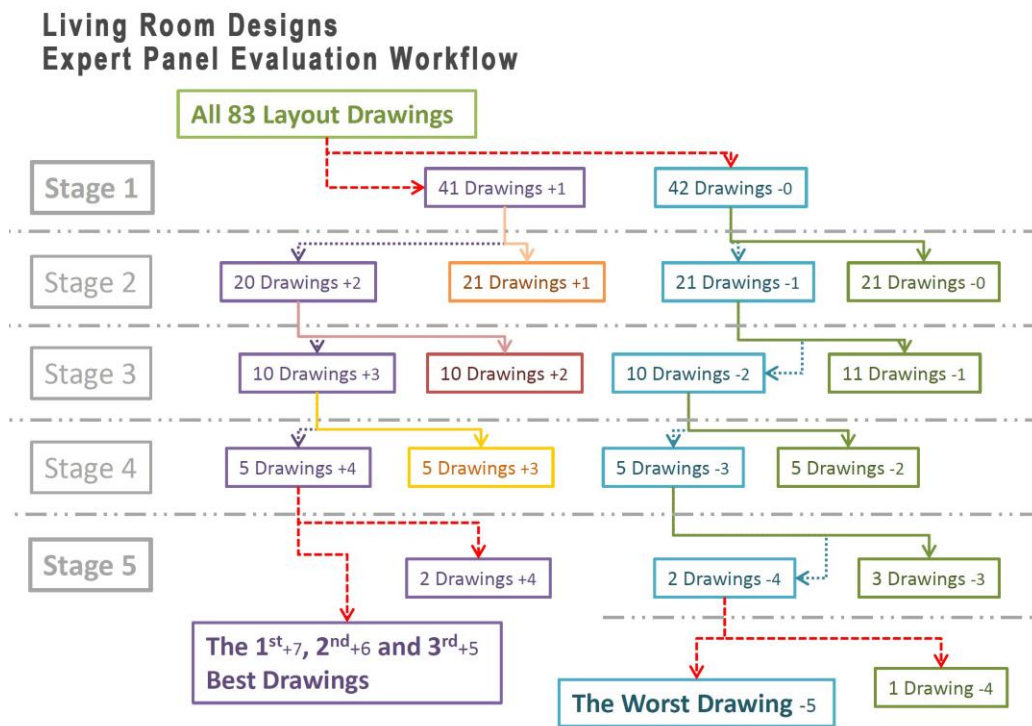 Living Room Designs
Expert Panel Evaluation Workflow
All 83 Layout Drawings
Stage 1
41 Drawings +1
42 Drawings -0
Stage 2
20 Drawings +2
21 Drawings +1
21 Drawings -1
21 Drawings -0
Stage 3
10 Drawings +3
10 Drawings +2
10 Drawings -2
11 Drawings -1
Stage 4
5 Drawings +4
5 Drawings +3
5 Drawings -3
5 Drawings -2
Stage 5
2 Drawings +4
2 Drawings -4
3 Drawings -3
The 1st+7, 2nd+6 and 3rd+5
Best Drawings
The Worst Drawing -5
1 Drawing -4